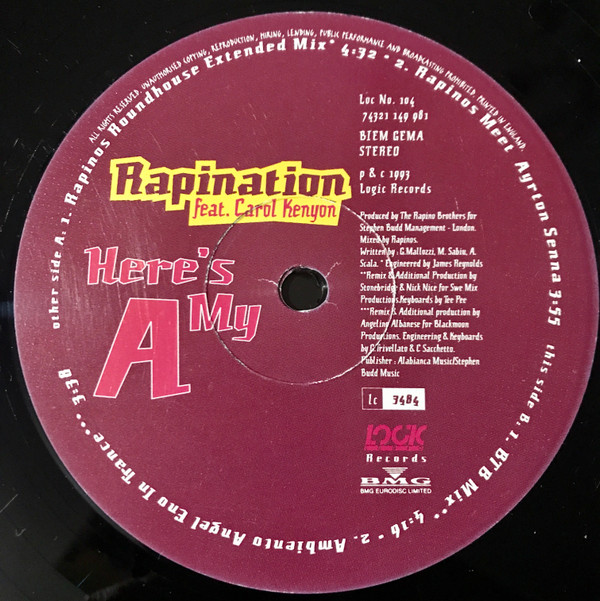 ALL RIGHTS RESERVED. UNAUTHORISED COPYING, REPRODUCTION, HIRING, LENDING, PUBLIC PERFORMANCE AND BROADCASTING PROHIBITED. PRINTED IN ENGLAND.
other side A: 1. Rapinos Roundhouse Extended Mix* 4:32 · 2. Rapinos Meet Ayrton Senna 3:55 this side B: 1. BTB Mix** 4:16 · 2. Ambiento Angel Eno In Trance*** 3:38
Rapination
feat. Carol Kenyon
Here's
A My
Loc No. 104
74321 149 981
BIEM GEMA
STEREO
p & c 1993
Logic Records
Produced by The Rapino Brothers for
Stephen Budd Management - London.
Mixed by Rapinos.
Written by : G.Mallozzi, M. Sabiu, A.
Scala. * Engineered by James Reynolds
**Remix & Additional Production by
Stonebridge & Nick Nice for Swe Mix
Productions.Keyboards by Tee Pee
***Remix & Additional production by
Angelino Albanese for Blackmoon
Productions. Engineering & Keyboards
by G.Trivellato & C Sacchetto.
Publisher : Alabianca Music/Stephen
Budd Music
lc 3484
LOGIC
Records
BMG
BMG EURODISC LIMITED